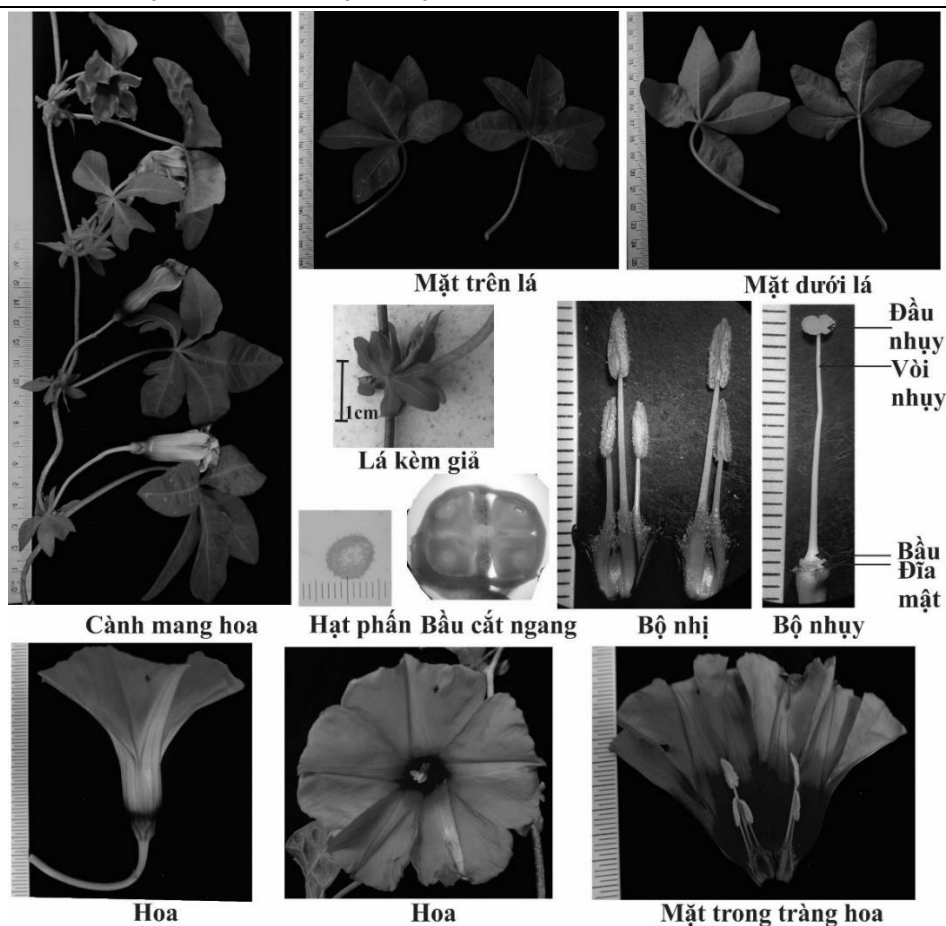 Mặt trên lá
Mặt dưới lá
1cm
Lá kèm giả
Đầu
nhụy
Vòi
nhụy
Bầu
Đĩa
mật
Cành mang hoa
Hạt phấn
Bầu cắt ngang
Bộ nhị
Bộ nhụy
Hoa
Hoa
Mặt trong tràng hoa